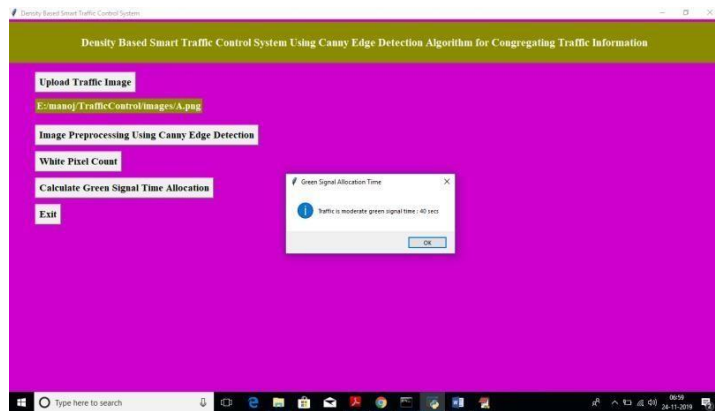 Density Based Smart Traffic Control System
Density Based Smart Traffic Control System Using Canny Edge Detection Algorithm for Congregating Traffic Information
Upload Traffic Image
E:/manoj/TrafficControl/images/A.png
Image Preprocessing Using Canny Edge Detection
White Pixel Count
Calculate Green Signal Time Allocation
Exit
Green Signal Allocation Time
Traffic is moderate green signal time : 40 secs
OK
Type here to search
06:59
24-11-2019